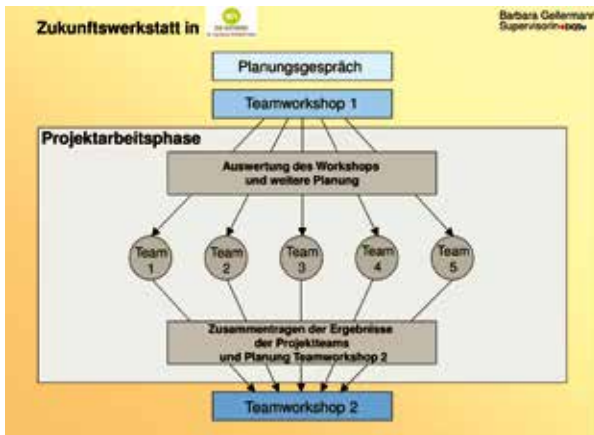 Zukunftswerkstatt in
Barbara Gellermann
Supervisorin
Planungsgespräch
Teamworkshop 1
Projektarbeitsphase
Auswertung des Workshops
und weitere Planung
Team
1
Team
2
Team
3
Team
4
Team
5
Zusammentragen der Ergebnisse
der Projektteams
und Planung Teamworkshop 2
Teamworkshop 2